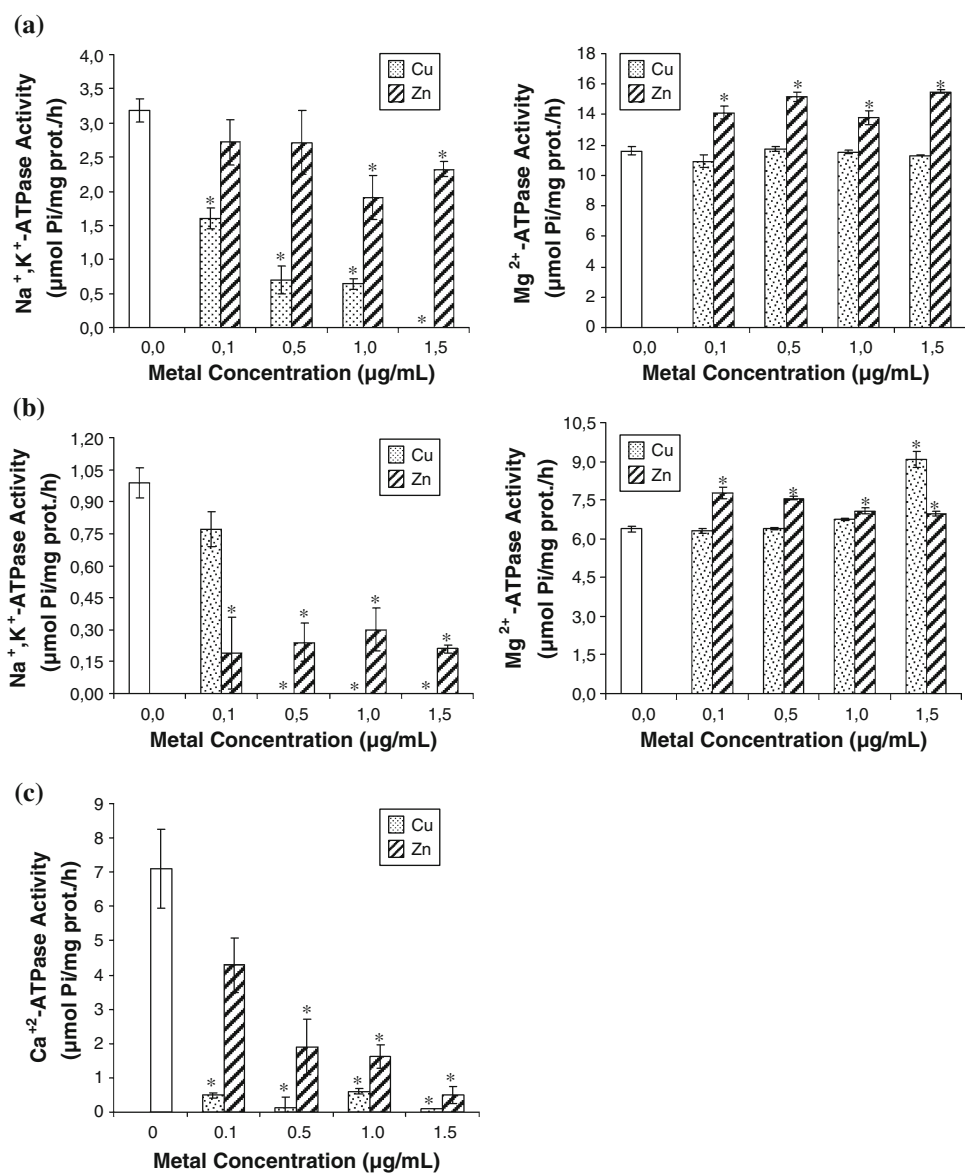 (a)
Na⁺,K⁺-ATPase Activity
(µmol Pi/mg prot./h)
4,0
3,5
3,0
2,5
2,0
1,5
1,0
0,5
0,0
Cu
Zn
*
*
*
*
*
*
0,0 0,1 0,5 1,0 1,5
Metal Concentration (µg/mL)
Mg²⁺-ATPase Activity
(µmol Pi/mg prot./h)
18
16
14
12
10
8
6
4
2
0
Cu
Zn
*
*
*
*
0,0 0,1 0,5 1,0 1,5
Metal Concentration (µg/mL)
(b)
Na⁺,K⁺-ATPase Activity
(µmol Pi/mg prot./h)
1,20
1,05
0,90
0,75
0,60
0,45
0,30
0,15
0,00
Cu
Zn
*
*
*
*
*
*
*
0,0 0,1 0,5 1,0 1,5
Metal Concentration (µg/mL)
Mg²⁺-ATPase Activity
(µmol Pi/mg prot./h)
10,5
9,0
7,5
6,0
4,5
3,0
1,5
0,0
Cu
Zn
*
*
*
*
*
0,0 0,1 0,5 1,0 1,5
Metal Concentration (µg/mL)
(c)
Ca⁺²-ATPase Activity
(µmol Pi/mg prot./h)
9
8
7
6
5
4
3
2
1
0
Cu
Zn
*
*
*
*
*
*
*
0 0.1 0.5 1.0 1.5
Metal Concentration (µg/mL)